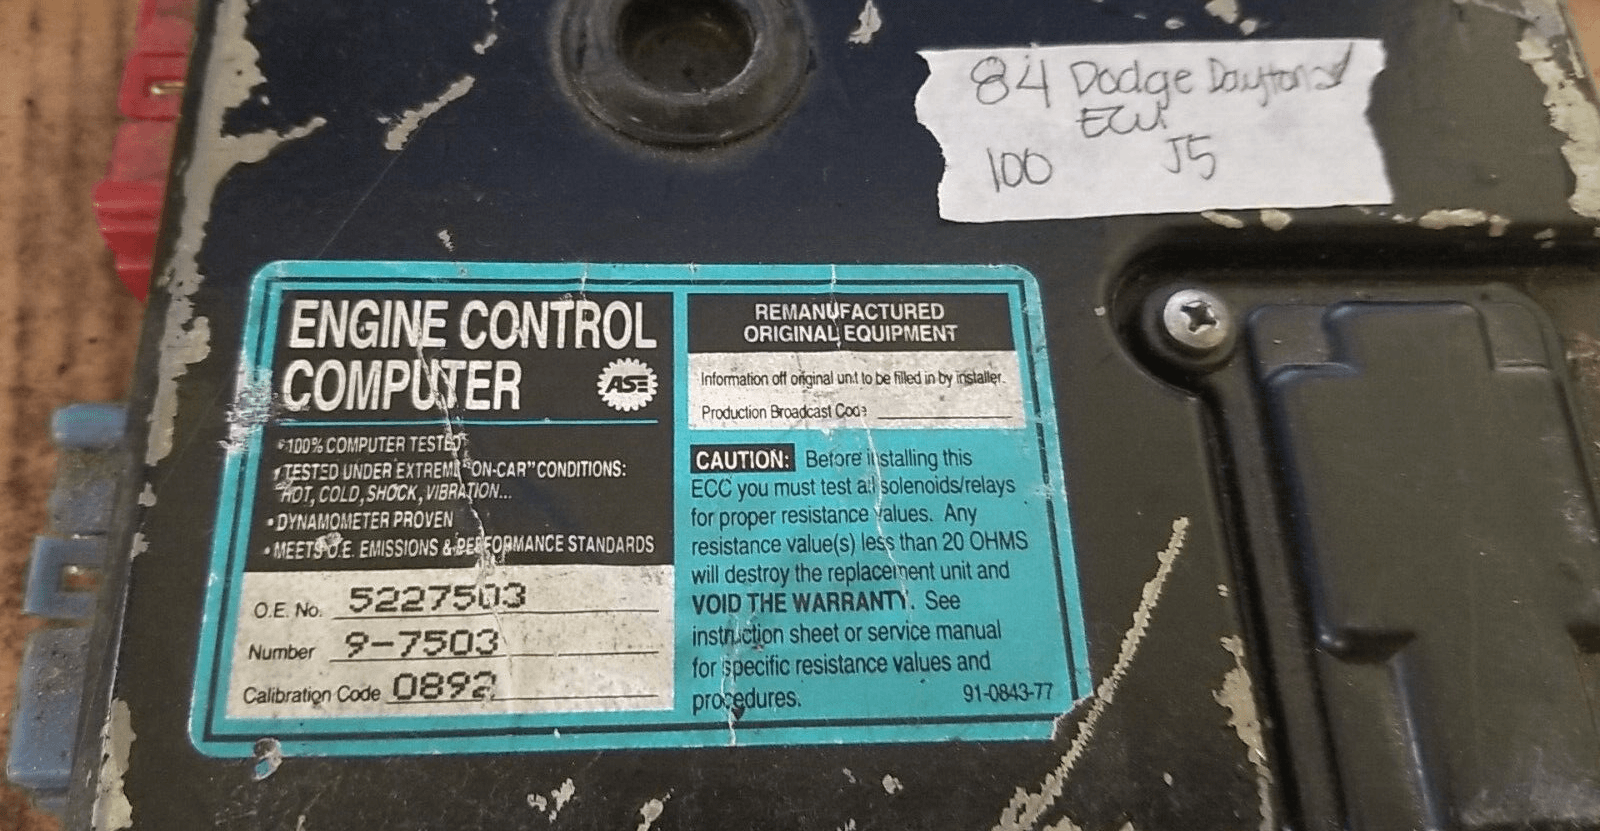 84 Dodge Daytona
ECU
100 J5
ENGINE CONTROL
COMPUTER
ASE
•100% COMPUTER TESTED
• TESTED UNDER EXTREME "ON-CAR" CONDITIONS:
HOT, COLD, SHOCK, VIBRATION...
• DYNAMOMETER PROVEN
• MEETS O.E. EMISSIONS & PERFORMANCE STANDARDS
O.E. No. 5227503
Number 9-7503
Calibration Code 0892
REMANUFACTURED
ORIGINAL EQUIPMENT
Information off original unit to be filled in by installer.
Production Broadcast Code
CAUTION: Before installing this
ECC you must test all solenoids/relays
for proper resistance values. Any
resistance value(s) less than 20 OHMS
will destroy the replacement unit and
VOID THE WARRANTY. See
instruction sheet or service manual
for specific resistance values and
procedures. 91-0843-77